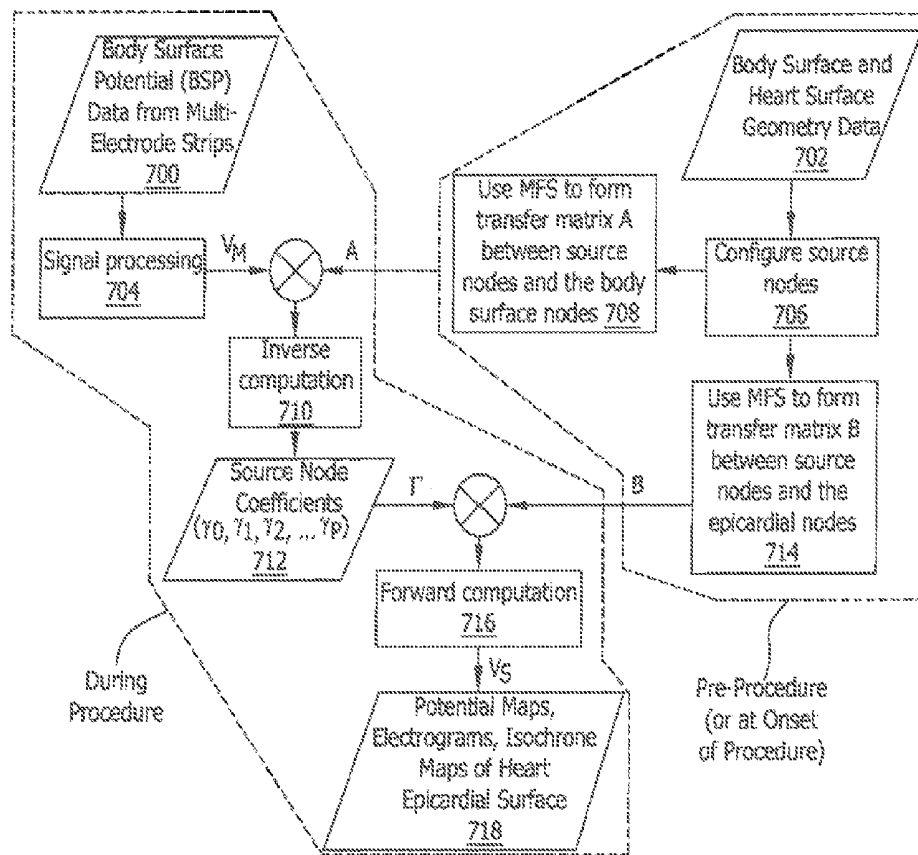 Body Surface
Potential (BSP)
Data from Multi-
Electrode Strips
700
Body Surface and
Heart Surface
Geometry Data
702
Use MFS to form
transfer matrix A
between source
nodes and the body
surface nodes 708
Signal processing
704
V_M
A
Configure source
nodes
706
Inverse
computation
710
Use MFS to form
transfer matrix B
between source
nodes and the
epicardial nodes
714
Source Node
Coefficients
(γ0, γ1, γ2, ... γP)
712
Γ
B
Forward computation
716
V_S
During
Procedure
Potential Maps,
Electrograms, Isochrone
Maps of Heart
Epicardial Surface
718
Pre-Procedure
(or at Onset
of Procedure)